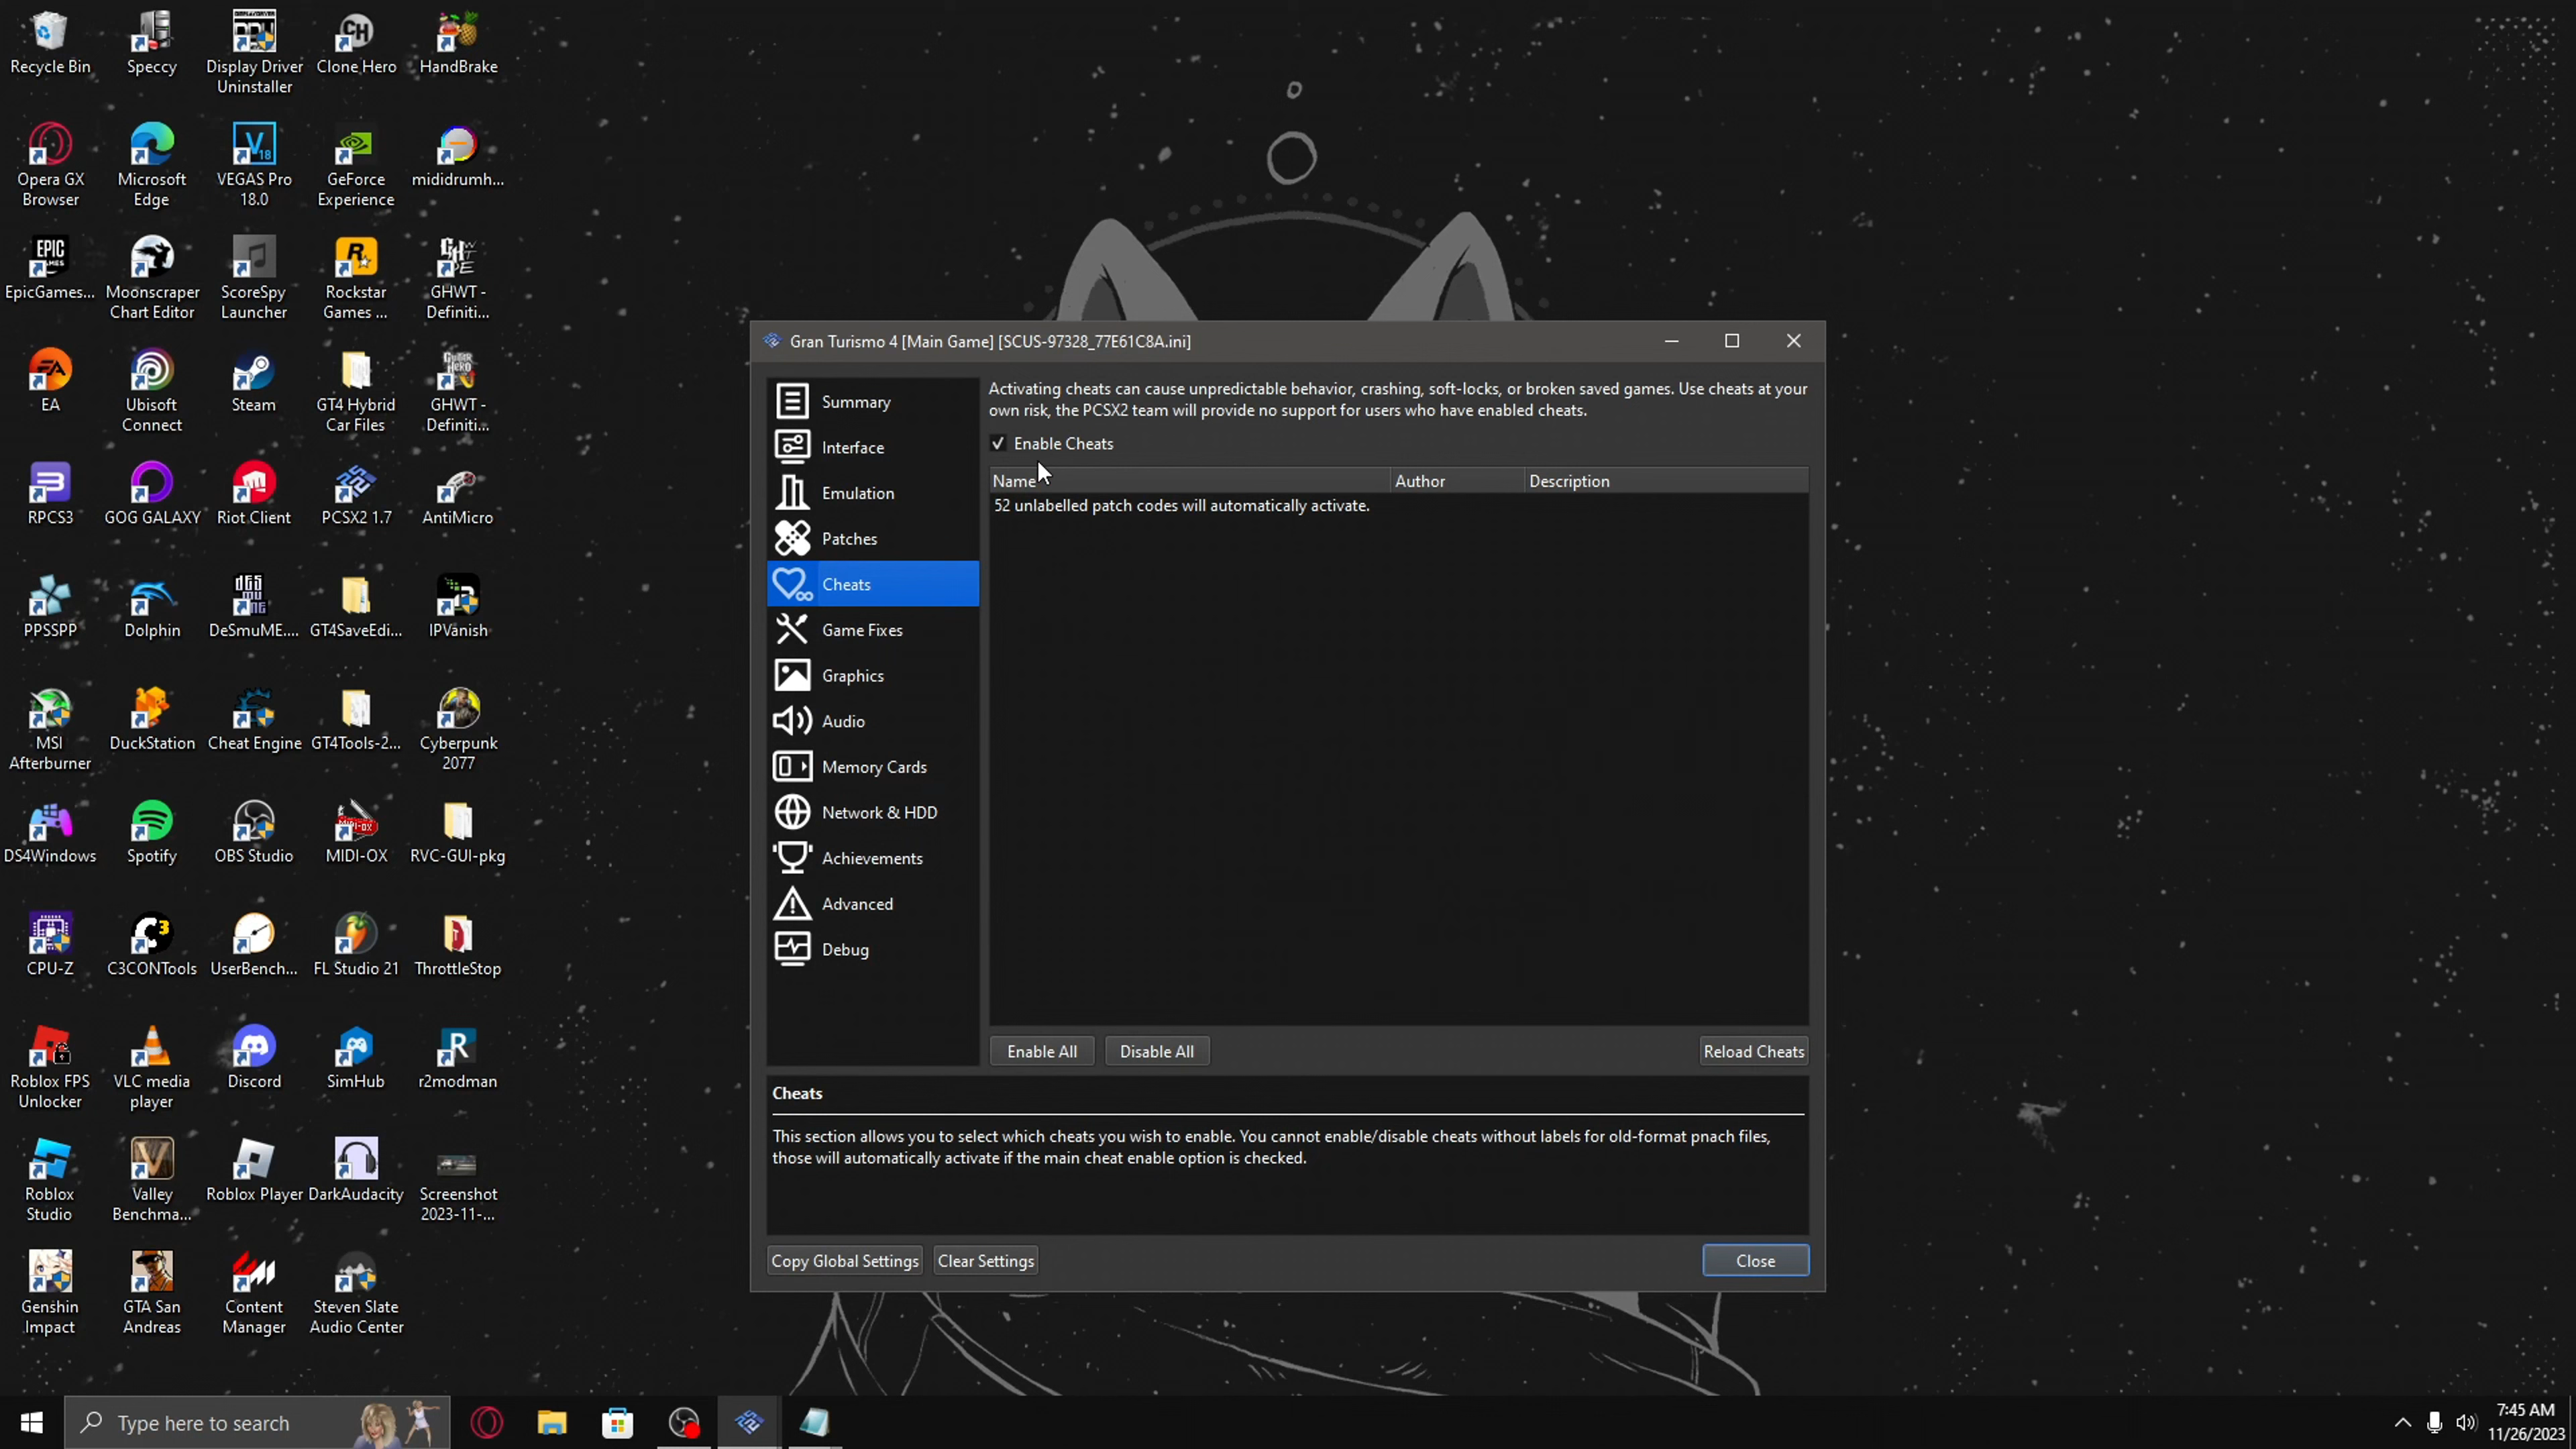 Recycle Bin
Speccy
Display Driver
Uninstaller
Clone Hero
HandBrake
Opera GX
Browser
Microsoft
Edge
VEGAS Pro
18.0
GeForce
Experience
mididrumh...
EpicGames...
Moonscraper
Chart Editor
ScoreSpy
Launcher
Rockstar
Games ...
GHWT -
Definiti...
EA
Ubisoft
Connect
Steam
GT4 Hybrid
Car Files
GHWT -
Definiti...
RPCS3
GOG GALAXY
Riot Client
PCSX2 1.7
AntiMicro
PPSSPP
Dolphin
DeSmuME....
GT4SaveEdi...
IPVanish
MSI
Afterburner
DuckStation
Cheat Engine
GT4Tools-2...
Cyberpunk
2077
DS4Windows
Spotify
OBS Studio
MIDI-OX
RVC-GUI-pkg
CPU-Z
C3CONTools
UserBench...
FL Studio 21
ThrottleStop
Roblox FPS
Unlocker
VLC media
player
Discord
SimHub
r2modman
Roblox
Studio
Valley
Benchma...
Roblox Player
DarkAudacity
Screenshot
2023-11-...
Genshin
Impact
GTA San
Andreas
Content
Manager
Steven Slate
Audio Center
Gran Turismo 4 [Main Game] [SCUS-97328_77E61C8A.ini]
Summary
Interface
Emulation
Patches
Cheats
Game Fixes
Graphics
Audio
Memory Cards
Network & HDD
Achievements
Advanced
Debug
Activating cheats can cause unpredictable behavior, crashing, soft-locks, or broken saved games. Use cheats at your
own risk, the PCSX2 team will provide no support for users who have enabled cheats.
Enable Cheats
Name
Author
Description
52 unlabelled patch codes will automatically activate.
Enable All
Disable All
Reload Cheats
Cheats
This section allows you to select which cheats you wish to enable. You cannot enable/disable cheats without labels for old-format pnach files,
those will automatically activate if the main cheat enable option is checked.
Copy Global Settings
Clear Settings
Close
Type here to search
7:45 AM
11/26/2023